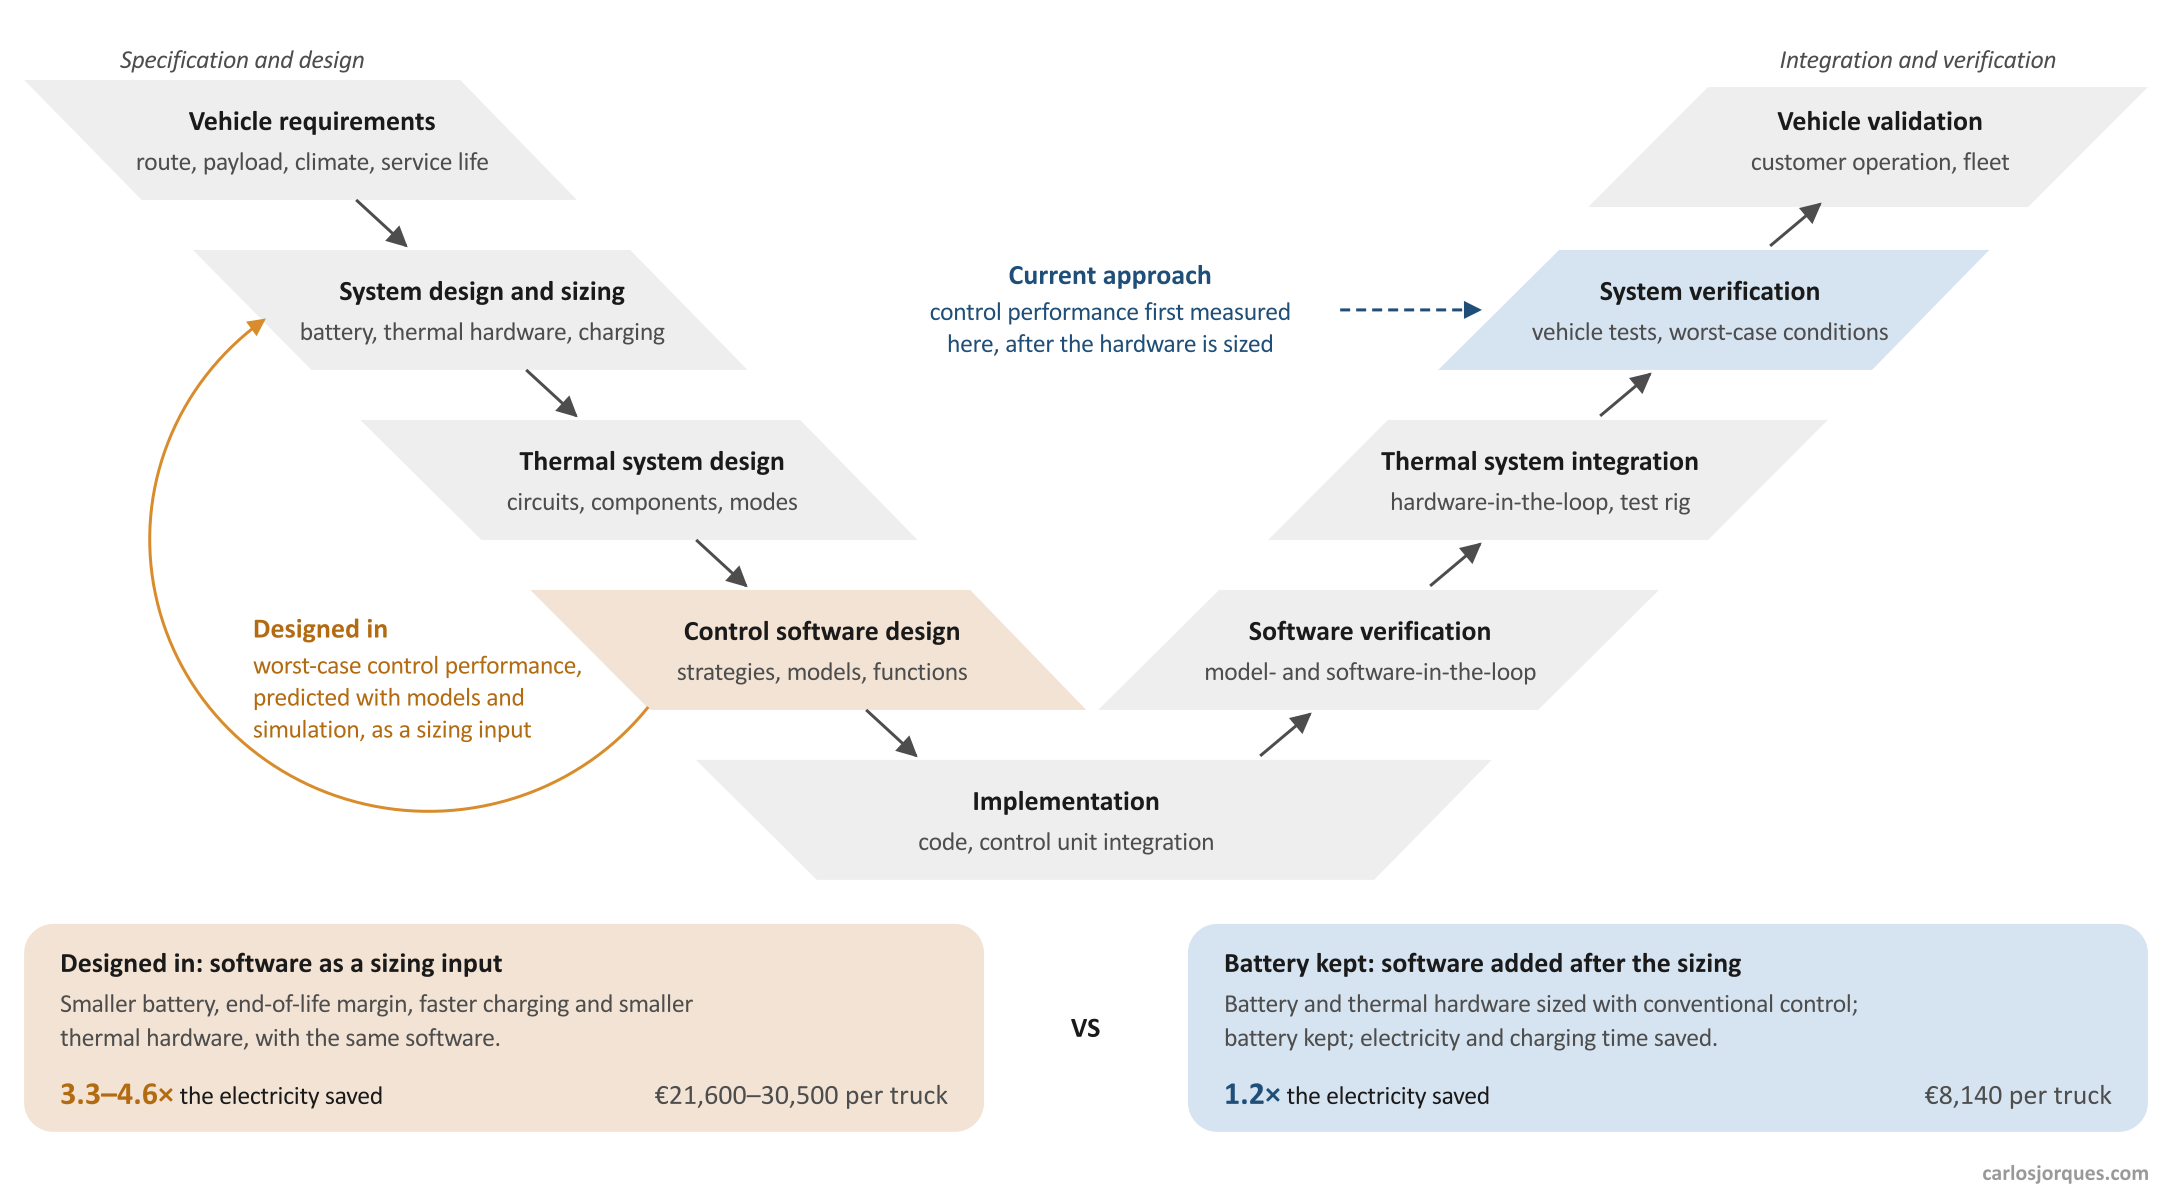 Specification and design
Integration and verification
Vehicle requirements
route, payload, climate, service life
Vehicle validation
customer operation, fleet
System design and sizing
battery, thermal hardware, charging
Current approach
control performance first measured
here, after the hardware is sized
System verification
vehicle tests, worst-case conditions
Thermal system design
circuits, components, modes
Thermal system integration
hardware-in-the-loop, test rig
Designed in
worst-case control performance,
predicted with models and
simulation, as a sizing input
Control software design
strategies, models, functions
Software verification
model- and software-in-the-loop
Implementation
code, control unit integration
Designed in: software as a sizing input
Smaller battery, end-of-life margin, faster charging and smaller
thermal hardware, with the same software.
3.3–4.6× the electricity saved
€21,600–30,500 per truck
VS
Battery kept: software added after the sizing
Battery and thermal hardware sized with conventional control;
battery kept; electricity and charging time saved.
1.2× the electricity saved
€8,140 per truck
carlosjorques.com